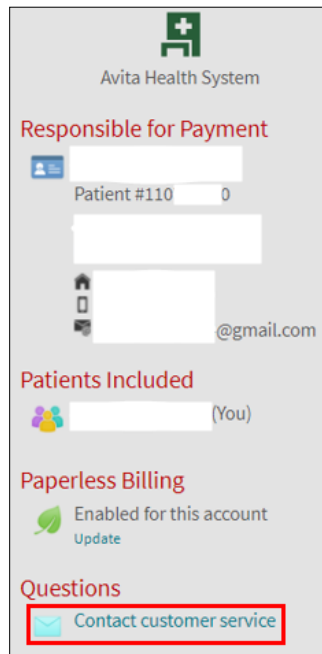 Avita Health System
Responsible for Payment
Patient #110 0
@gmail.com
Patients Included
(You)
Paperless Billing
Enabled for this account
Update
Questions
Contact customer service